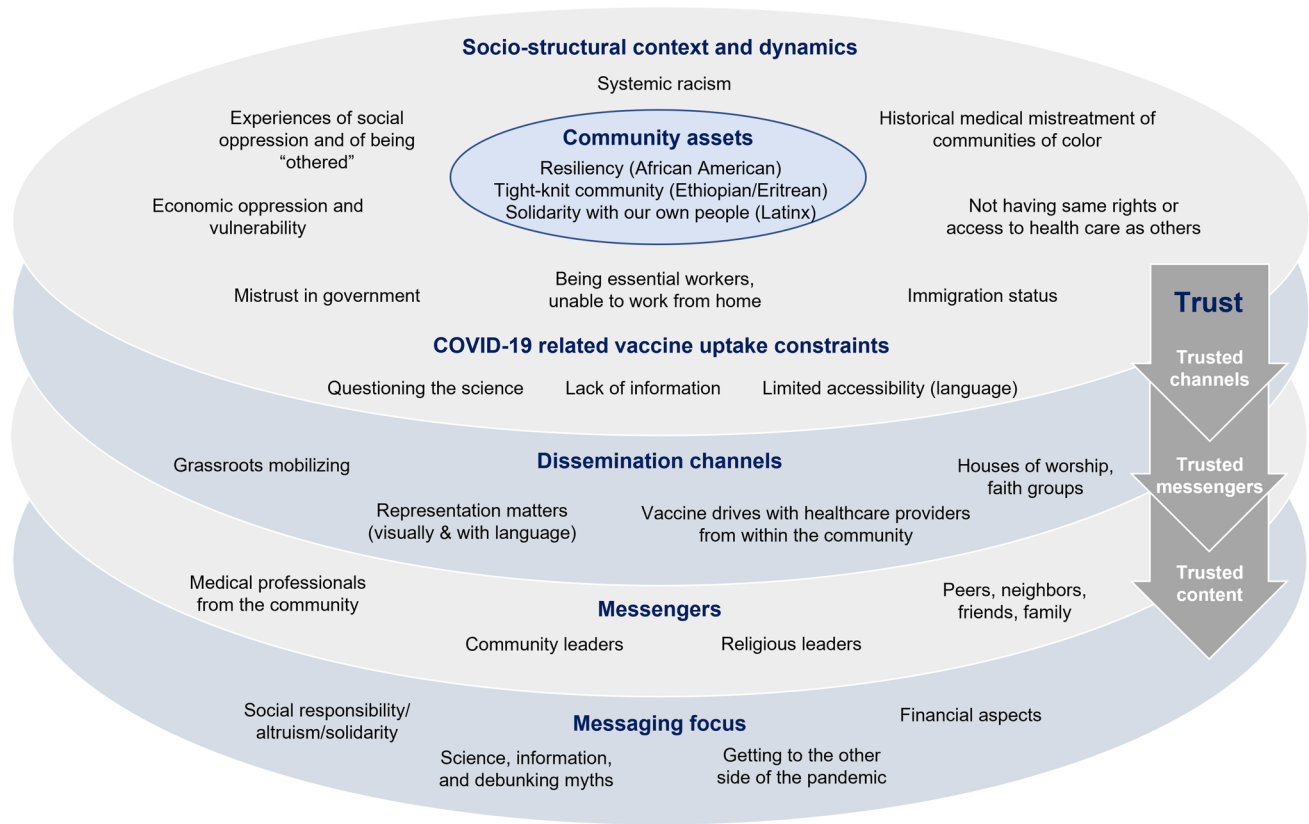 Socio-structural context and dynamics
Systemic racism
Experiences of social
oppression and of being
“othered”
Historical medical mistreatment of
communities of color
Community assets
Resiliency (African American)
Tight-knit community (Ethiopian/Eritrean)
Solidarity with our own people (Latinx)
Economic oppression and
vulnerability
Not having same rights or
access to health care as others
Mistrust in government
Being essential workers,
unable to work from home
Immigration status
COVID-19 related vaccine uptake constraints
Questioning the science
Lack of information
Limited accessibility (language)
Trust
Trusted
channels
Dissemination channels
Grassroots mobilizing
Representation matters
(visually & with language)
Vaccine drives with healthcare providers
from within the community
Houses of worship,
faith groups
Trusted
messengers
Messengers
Medical professionals
from the community
Community leaders
Religious leaders
Peers, neighbors,
friends, family
Trusted
content
Messaging focus
Social responsibility/
altruism/solidarity
Science, information,
and debunking myths
Getting to the other
side of the pandemic
Financial aspects